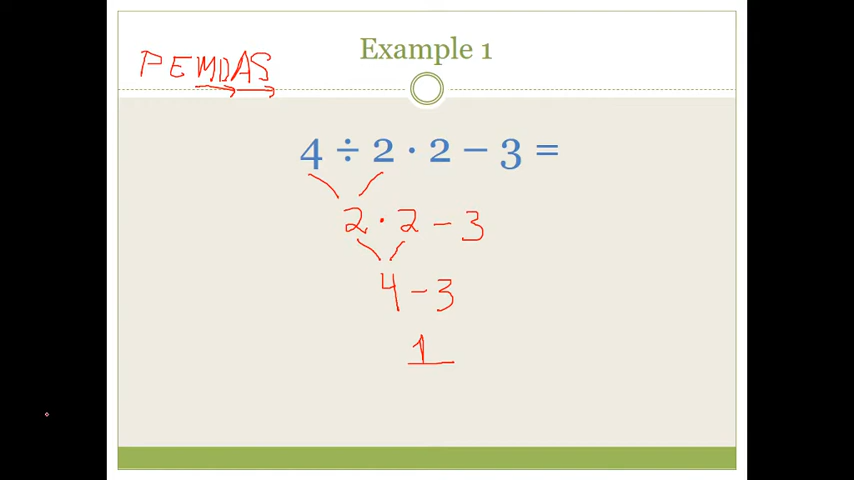 Example 1
PEMDAS
4 ÷ 2 · 2 − 3 =
2 · 2 − 3
4 − 3
1